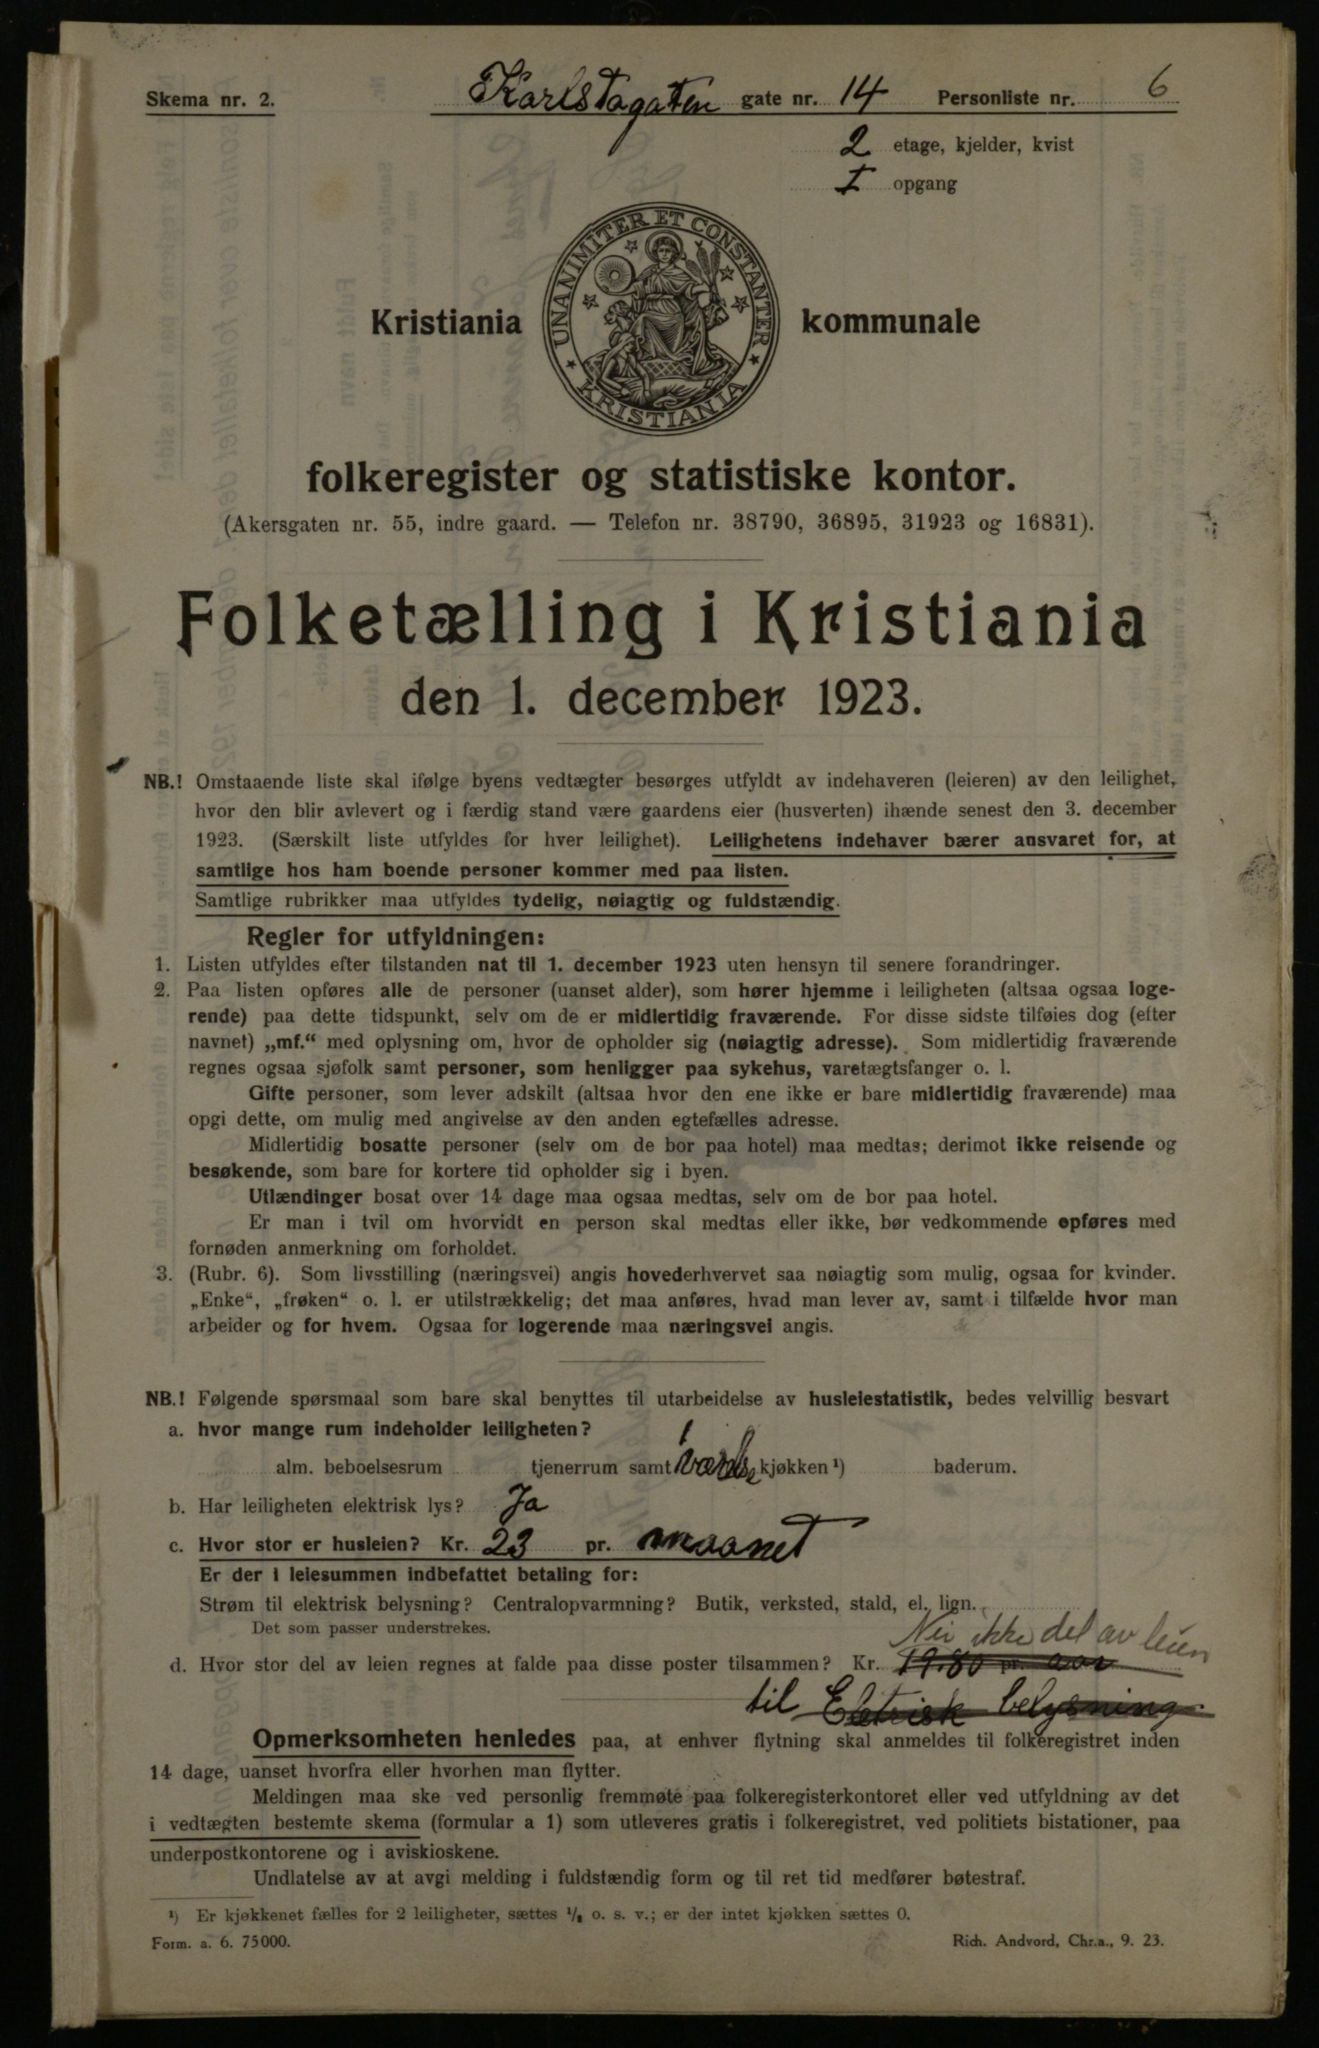 Skema nr. 2. Karlstagaten gate nr. 14 Personliste nr. 6
2 etage, kjelder, kvist
I opgang
UNANIMITER ET CONSTANTER
KRISTIANIA
Kristiania kommunale
folkeregister og statistiske kontor.
(Akersgaten nr. 55, indre gaard. — Telefon nr. 38790, 36895, 31923 og 16831).
Folketælling i Kristiania
den 1. december 1923.
NB.! Omstaaende liste skal ifølge byens vedtægter besørges utfyldt av indehaveren (leieren) av den leilighet,
hvor den blir avlevert og i færdig stand være gaardens eier (husverten) ihænde senest den 3. december
1923. (Særskilt liste utfyldes for hver leilighet). Leilighetens indehaver bærer ansvaret for, at
samtlige hos ham boende personer kommer med paa listen.
Samtlige rubrikker maa utfyldes tydelig, nøiagtig og fuldstændig.
Regler for utfyldningen:
1. Listen utfyldes efter tilstanden nat til 1. december 1923 uten hensyn til senere forandringer.
2. Paa listen opføres alle de personer (uanset alder), som hører hjemme i leiligheten (altsaa ogsaa loge-
rende) paa dette tidspunkt, selv om de er midlertidig fraværende. For disse sidste tilføies dog (efter
navnet) „mf.“ med oplysning om, hvor de opholder sig (nøiagtig adresse). Som midlertidig fraværende
regnes ogsaa sjøfolk samt personer, som henligger paa sykehus, varetægtsfanger o. l.
Gifte personer, som lever adskilt (altsaa hvor den ene ikke er bare midlertidig fraværende) maa
opgi dette, om mulig med angivelse av den anden egtefælles adresse.
Midlertidig bosatte personer (selv om de bor paa hotel) maa medtas; derimot ikke reisende og
besøkende, som bare for kortere tid opholder sig i byen.
Utlændinger bosat over 14 dage maa ogsaa medtas, selv om de bor paa hotel.
Er man i tvil om hvorvidt en person skal medtas eller ikke, bør vedkommende opføres med
fornøden anmerkning om forholdet.
3. (Rubr. 6). Som livsstilling (næringsvei) angis hovederhvervet saa nøiagtig som mulig, ogsaa for kvinder.
„Enke“, „frøken“ o. l. er utilstrækkelig; det maa anføres, hvad man lever av, samt i tilfælde hvor man
arbeider og for hvem. Ogsaa for logerende maa næringsvei angis.
NB.! Følgende spørsmaal som bare skal benyttes til utarbeidelse av husleiestatistik, bedes velvillig besvart
a. hvor mange rum indeholder leiligheten? 1
alm. beboelsesrum tjenerrum samt kjøkken ¹) baderum.
b. Har leiligheten elektrisk lys? Ja
c. Hvor stor er husleien? Kr. 23 pr. maanet
Er der i leiesummen indbefattet betaling for:
Strøm til elektrisk belysning? Centralopvarmning? Butik, verksted, stald, el. lign.
Det som passer understrekes. Nei ikke del av leien
d. Hvor stor del av leien regnes at falde paa disse poster tilsammen? Kr. 19.80 pr. aar
til Eletrisk belysning.
Opmerksomheten henledes paa, at enhver flytning skal anmeldes til folkeregistret inden
14 dage, uanset hvorfra eller hvorhen man flytter.
Meldingen maa ske ved personlig fremmøte paa folkeregisterkontoret eller ved utfyldning av det
i vedtægten bestemte skema (formular a 1) som utleveres gratis i folkeregistret, ved politiets bistationer, paa
underpostkontorene og i aviskioskene.
Undlatelse av at avgi melding i fuldstændig form og til ret tid medfører bøtestraf.
¹) Er kjøkkenet fælles for 2 leiligheter, sættes ½ o. s. v.; er der intet kjøkken sættes 0.
Form. a. 6. 75000. Rich. Andvord, Chr.a., 9. 23.